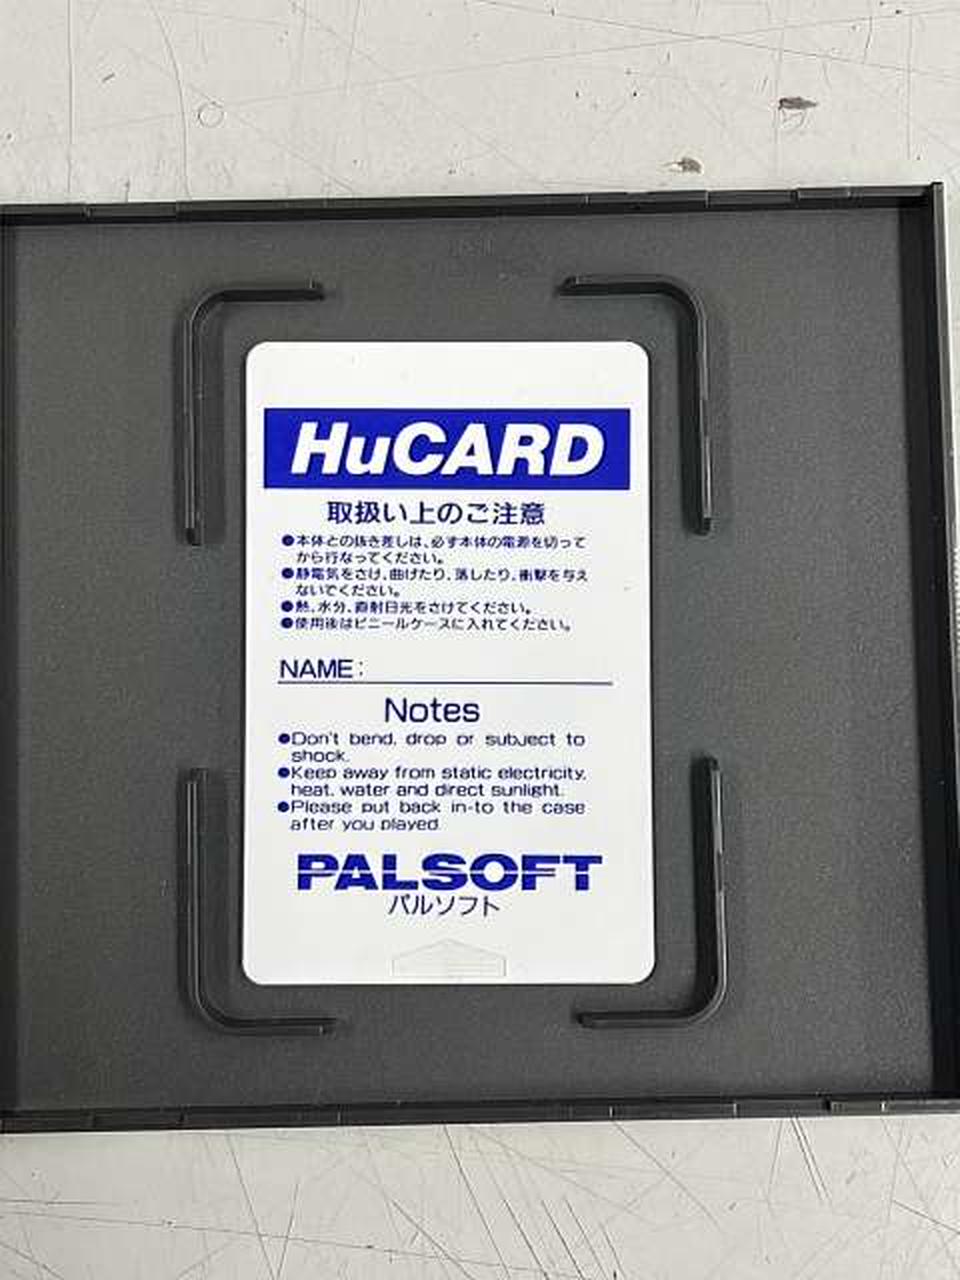 HuCARD
取扱い上のご注意
●本体との抜き差しは、必ず本体の電源を切って
から行なってください。
●静電気をさけ、曲げたり、落したり、衝撃を与え
ないでください。
●熱、水分、直射日光をさけてください。
●使用後はビニールケースに入れてください。
NAME:
Notes
●Don't bend, drop or subject to
shock.
●Keep away from static electricity,
heat, water and direct sunlight.
●Please put back in-to the case
after you played.
PALSOFT
パルソフト